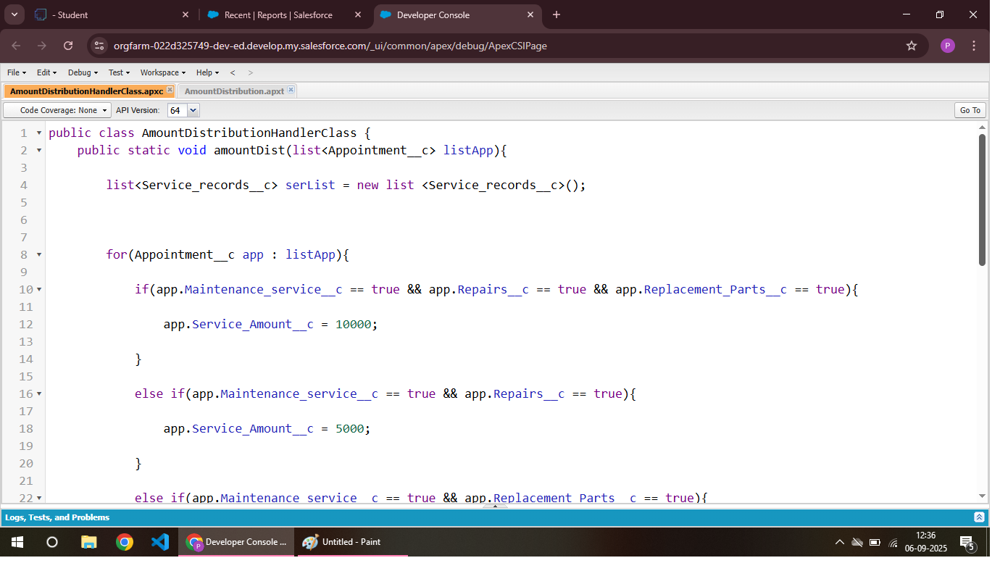 - Student
Recent | Reports | Salesforce
Developer Console
orgfarm-022d325749-dev-ed.develop.my.salesforce.com/_ui/common/apex/debug/ApexCSIPage
P
File Edit Debug Test Workspace Help < >
AmountDistributionHandlerClass.apxc AmountDistribution.apxt
Code Coverage: None API Version: 64 Go To
1 public class AmountDistributionHandlerClass {
2 public static void amountDist(list<Appointment__c> listApp){
3
4 list<Service_records__c> serList = new list <Service_records__c>();
5
6
7
8 for(Appointment__c app : listApp){
9
10 if(app.Maintenance_service__c == true && app.Repairs__c == true && app.Replacement_Parts__c == true){
11
12 app.Service_Amount__c = 10000;
13
14 }
15
16 else if(app.Maintenance_service__c == true && app.Repairs__c == true){
17
18 app.Service_Amount__c = 5000;
19
20 }
21
22 else if(app.Maintenance_service__c == true && app.Replacement_Parts__c == true){
Logs, Tests, and Problems
P
Developer Console ...
Untitled - Paint
12:36
06-09-2025
5